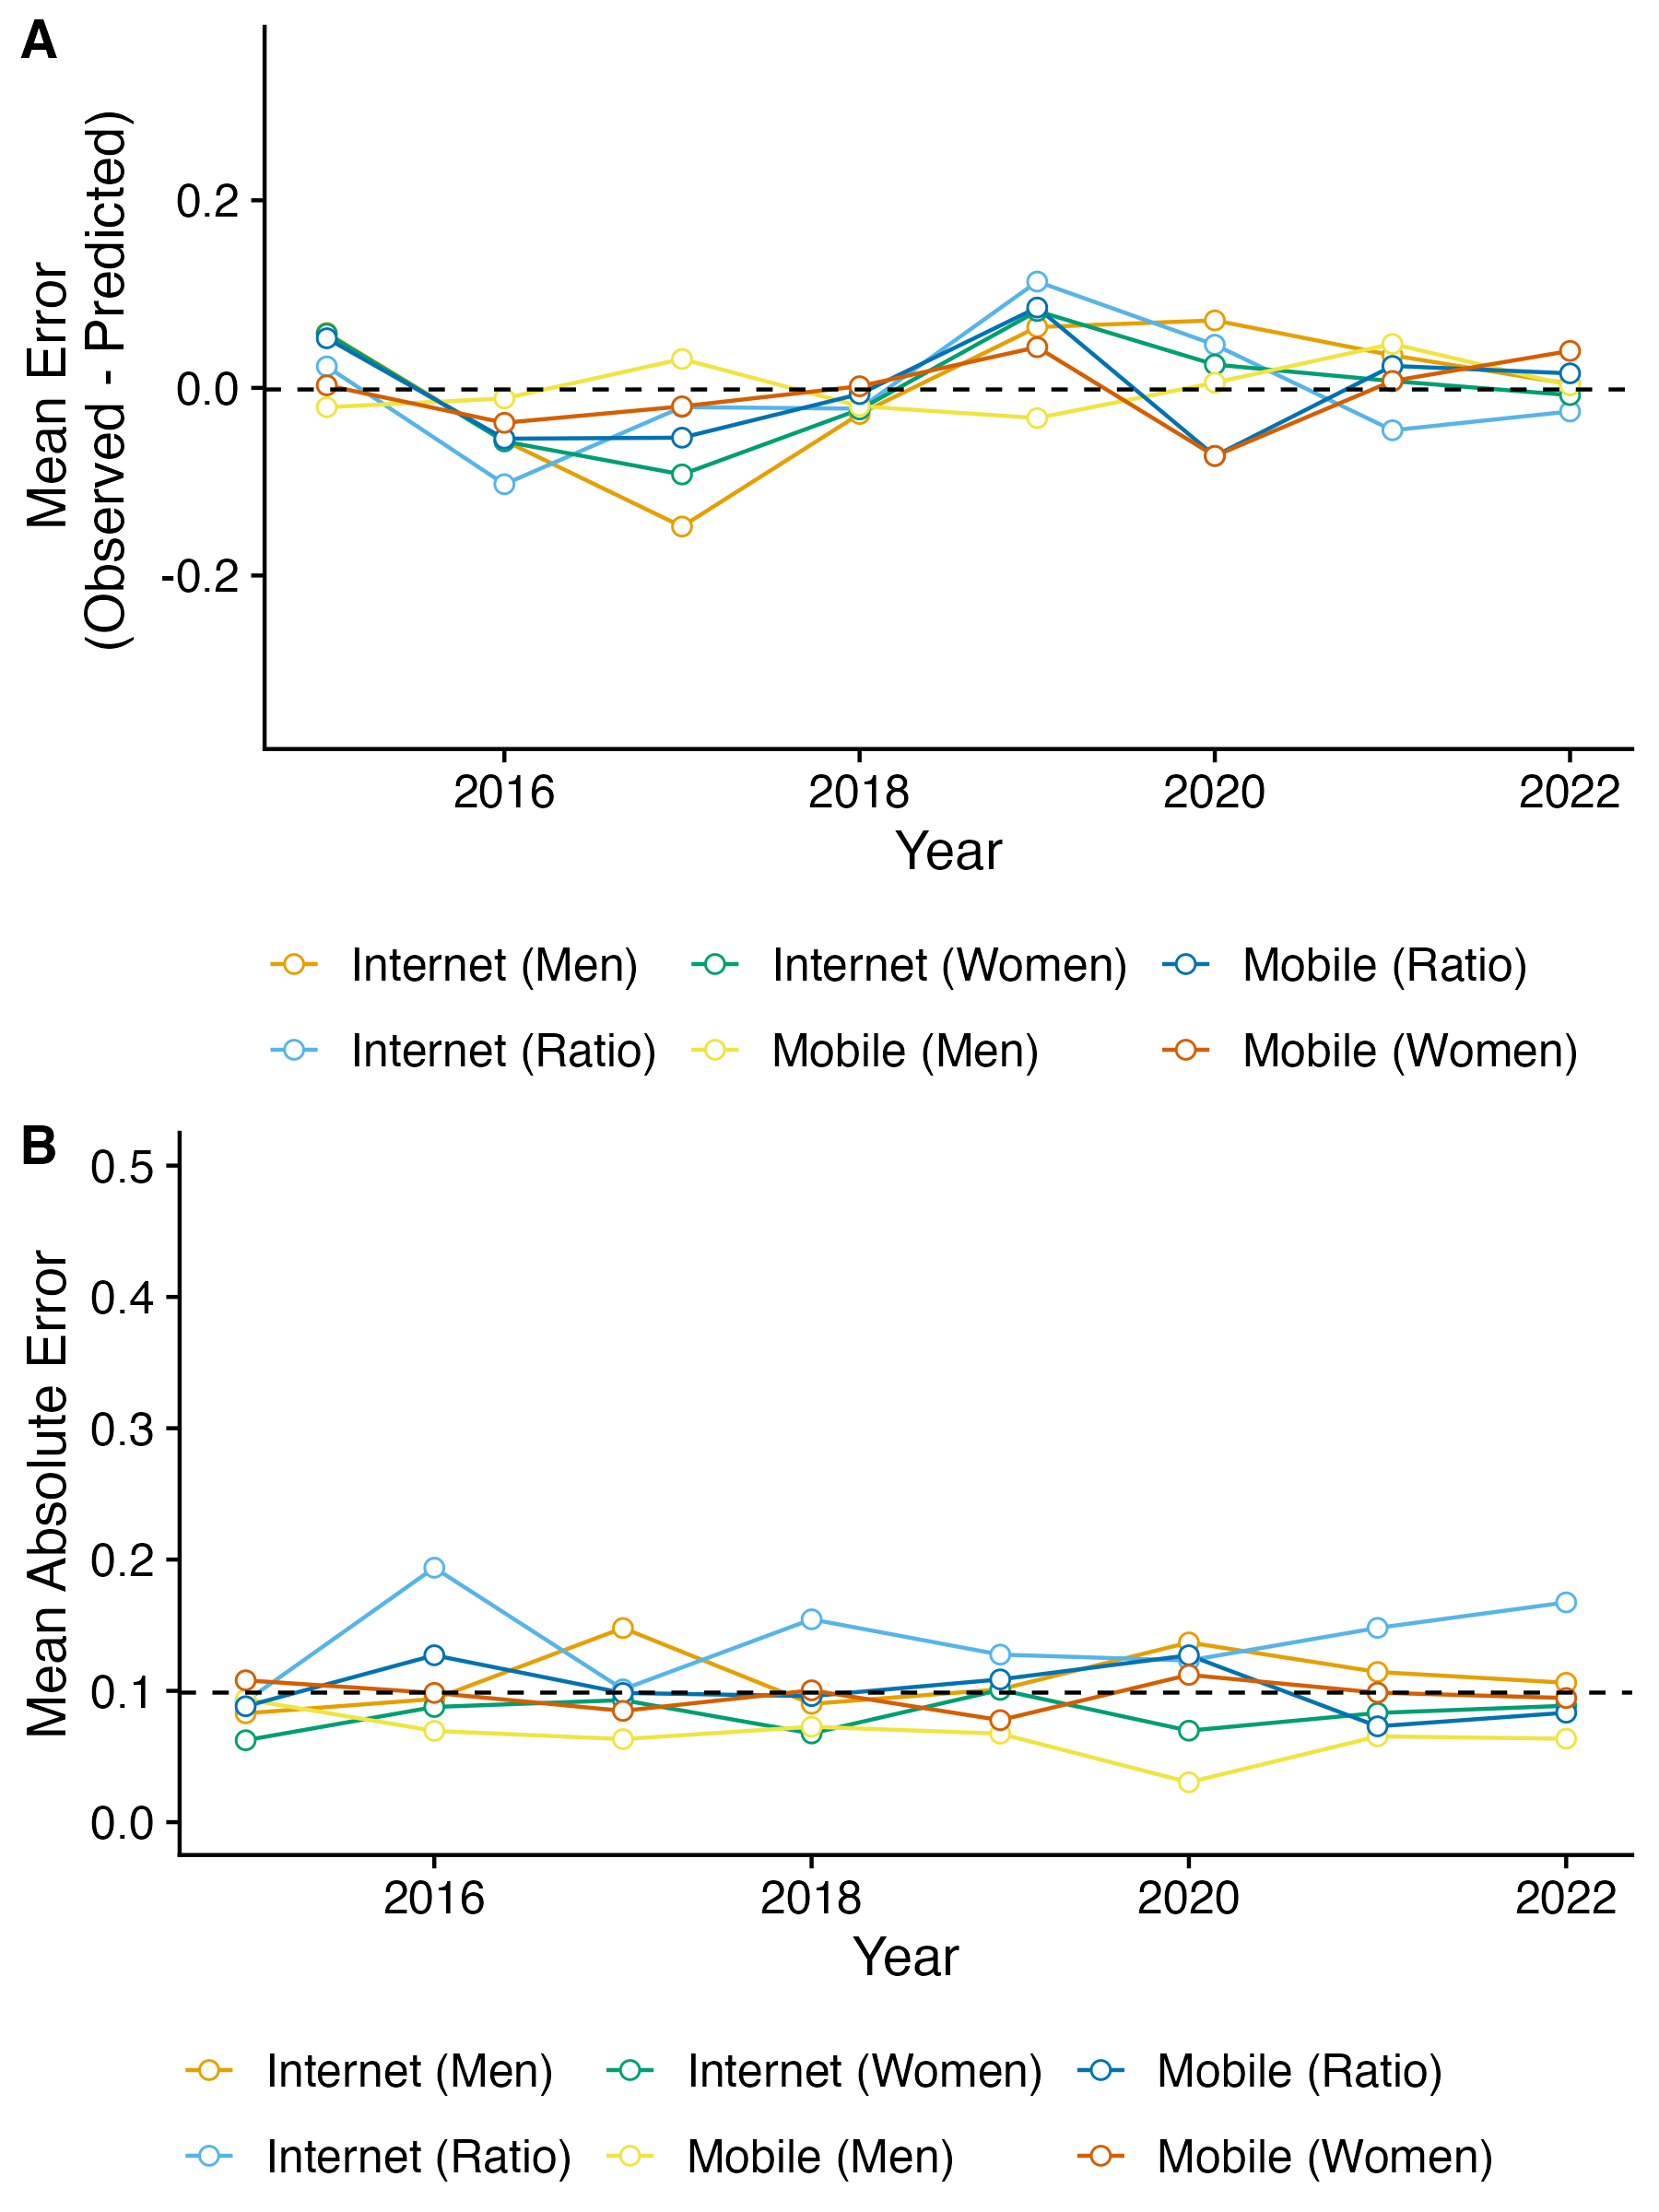 A
Mean Error
(Observed - Predicted)
0.2
0.0
-0.2
2016 2018 2020 2022
Year
Internet (Men) Internet (Women) Mobile (Ratio)
Internet (Ratio) Mobile (Men) Mobile (Women)
B
Mean Absolute Error
0.5
0.4
0.3
0.2
0.1
0.0
2016 2018 2020 2022
Year
Internet (Men) Internet (Women) Mobile (Ratio)
Internet (Ratio) Mobile (Men) Mobile (Women)